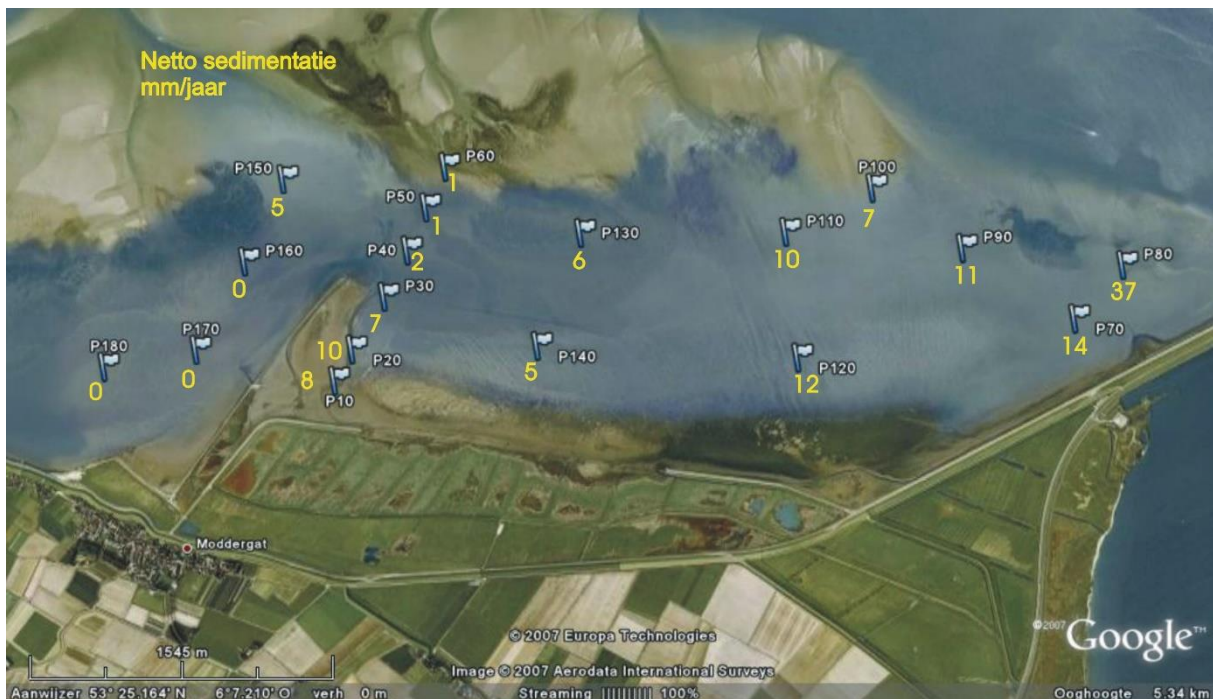 Netto sedimentatie
mm/jaar
P150
5
P60
1
P50
1
P100
7
P160
0
P40
2
P130
6
P110
10
P90
11
P80
37
P30
7
P180
0
P170
0
10
P20
8
P10
P140
5
P120
12
P70
14
Moddergat
1545 m
© 2007 Europa Technologies
Image © 2007 Aerodata International Surveys
©2007 Google™
Aanwijzer 53° 25,164' N 6° 7,210' O verh 0 m Streaming |||||||||| 100% Ooghoogte 5.34 km